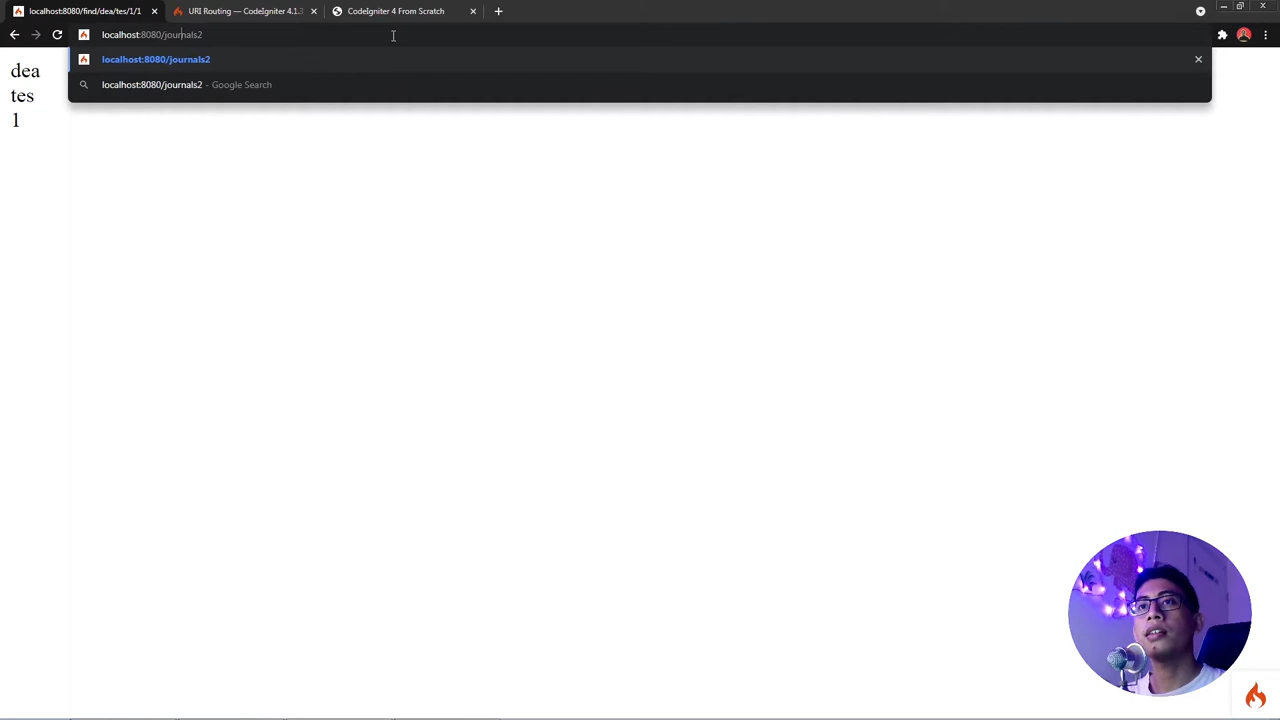 localhost:8080/find/dea/tes/1/1
URI Routing — CodeIgniter 4.1.3
CodeIgniter 4 From Scratch
localhost:8080/journals2
localhost:8080/journals2
localhost:8080/journals2 - Google Search
dea
tes
1